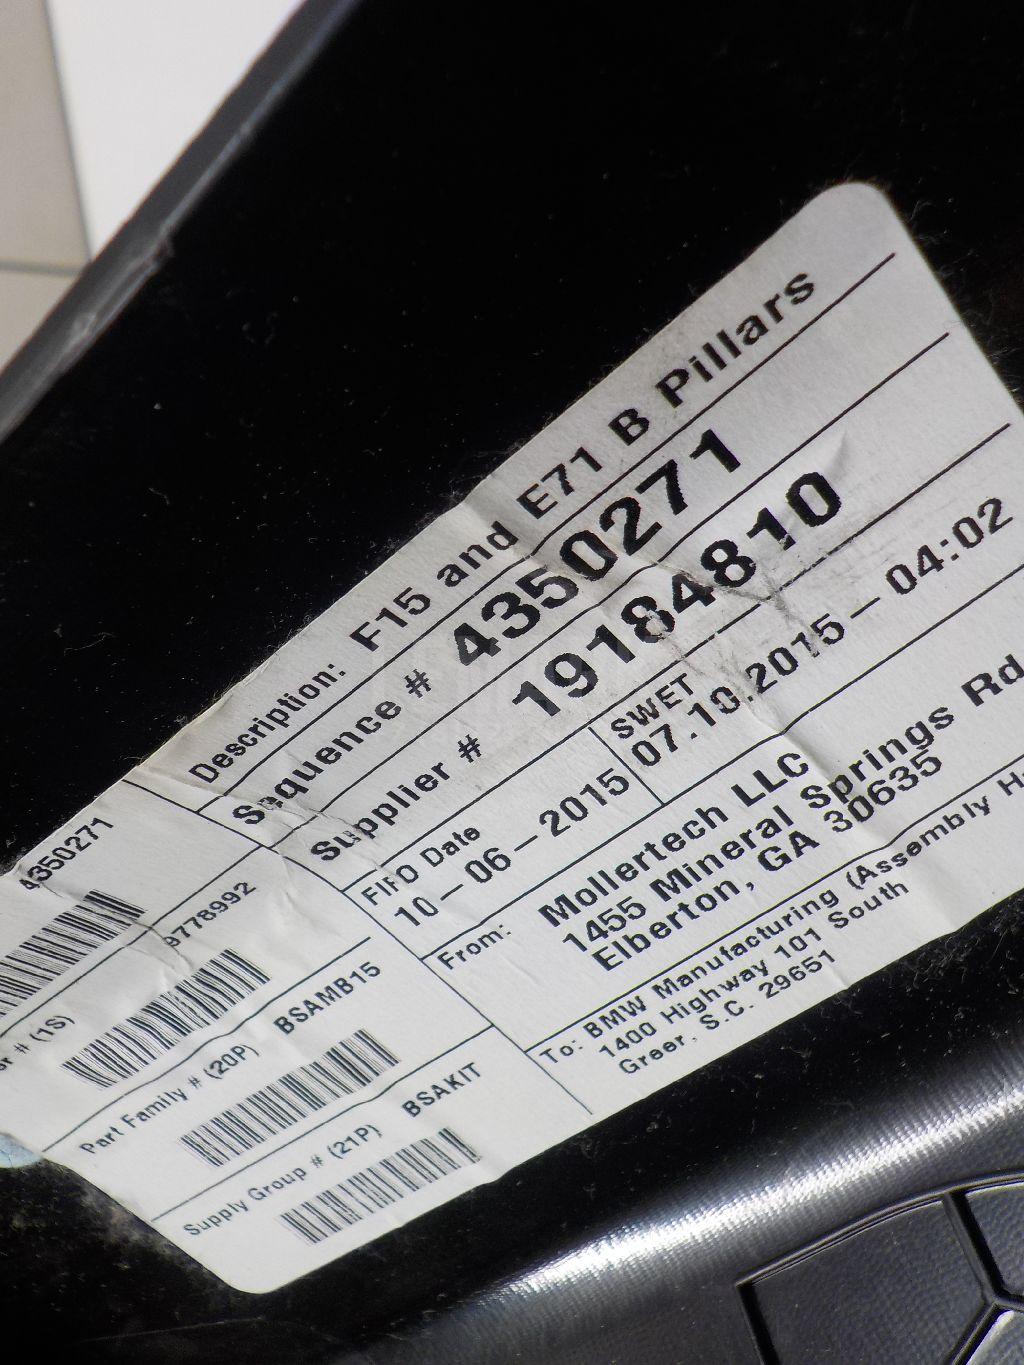 Description: F15 and E71 B Pillars
Sequence # 4350271
Supplier # 19184810
FIFO Date
10-06-2015
SWET
07.10.2015-04:02
From: Mollertech LLC
1455 Mineral Springs Rd
Elberton, GA 30635
To: BMW Manufacturing (Assembly
1400 Highway 101 South
Greer, S.C. 29651
4350271
# (1S)
9778992
Part Family # (20P) BSAMB15
Supply Group # (21P) BSAKIT